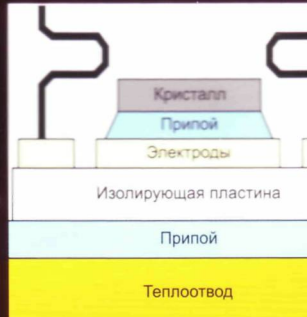 Кристалл
Припой
Электроды
Изолирующая пластина
Припой
Теплоотвод